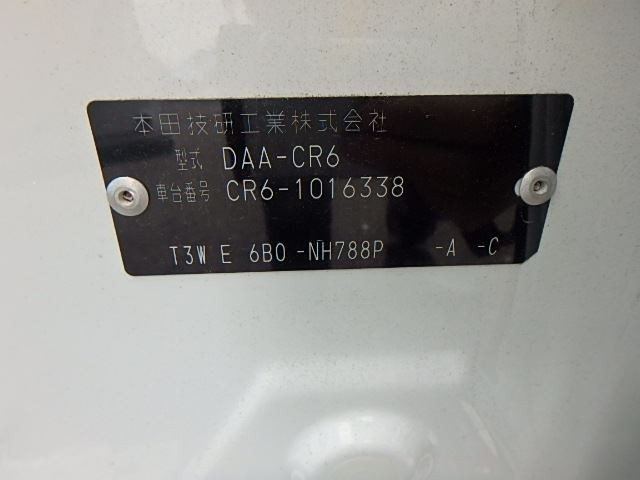 本田技研工業株式会社
型式 DAA-CR6
車台番号 CR6-1016338
T3W E 6B0 -NH788P -A -C